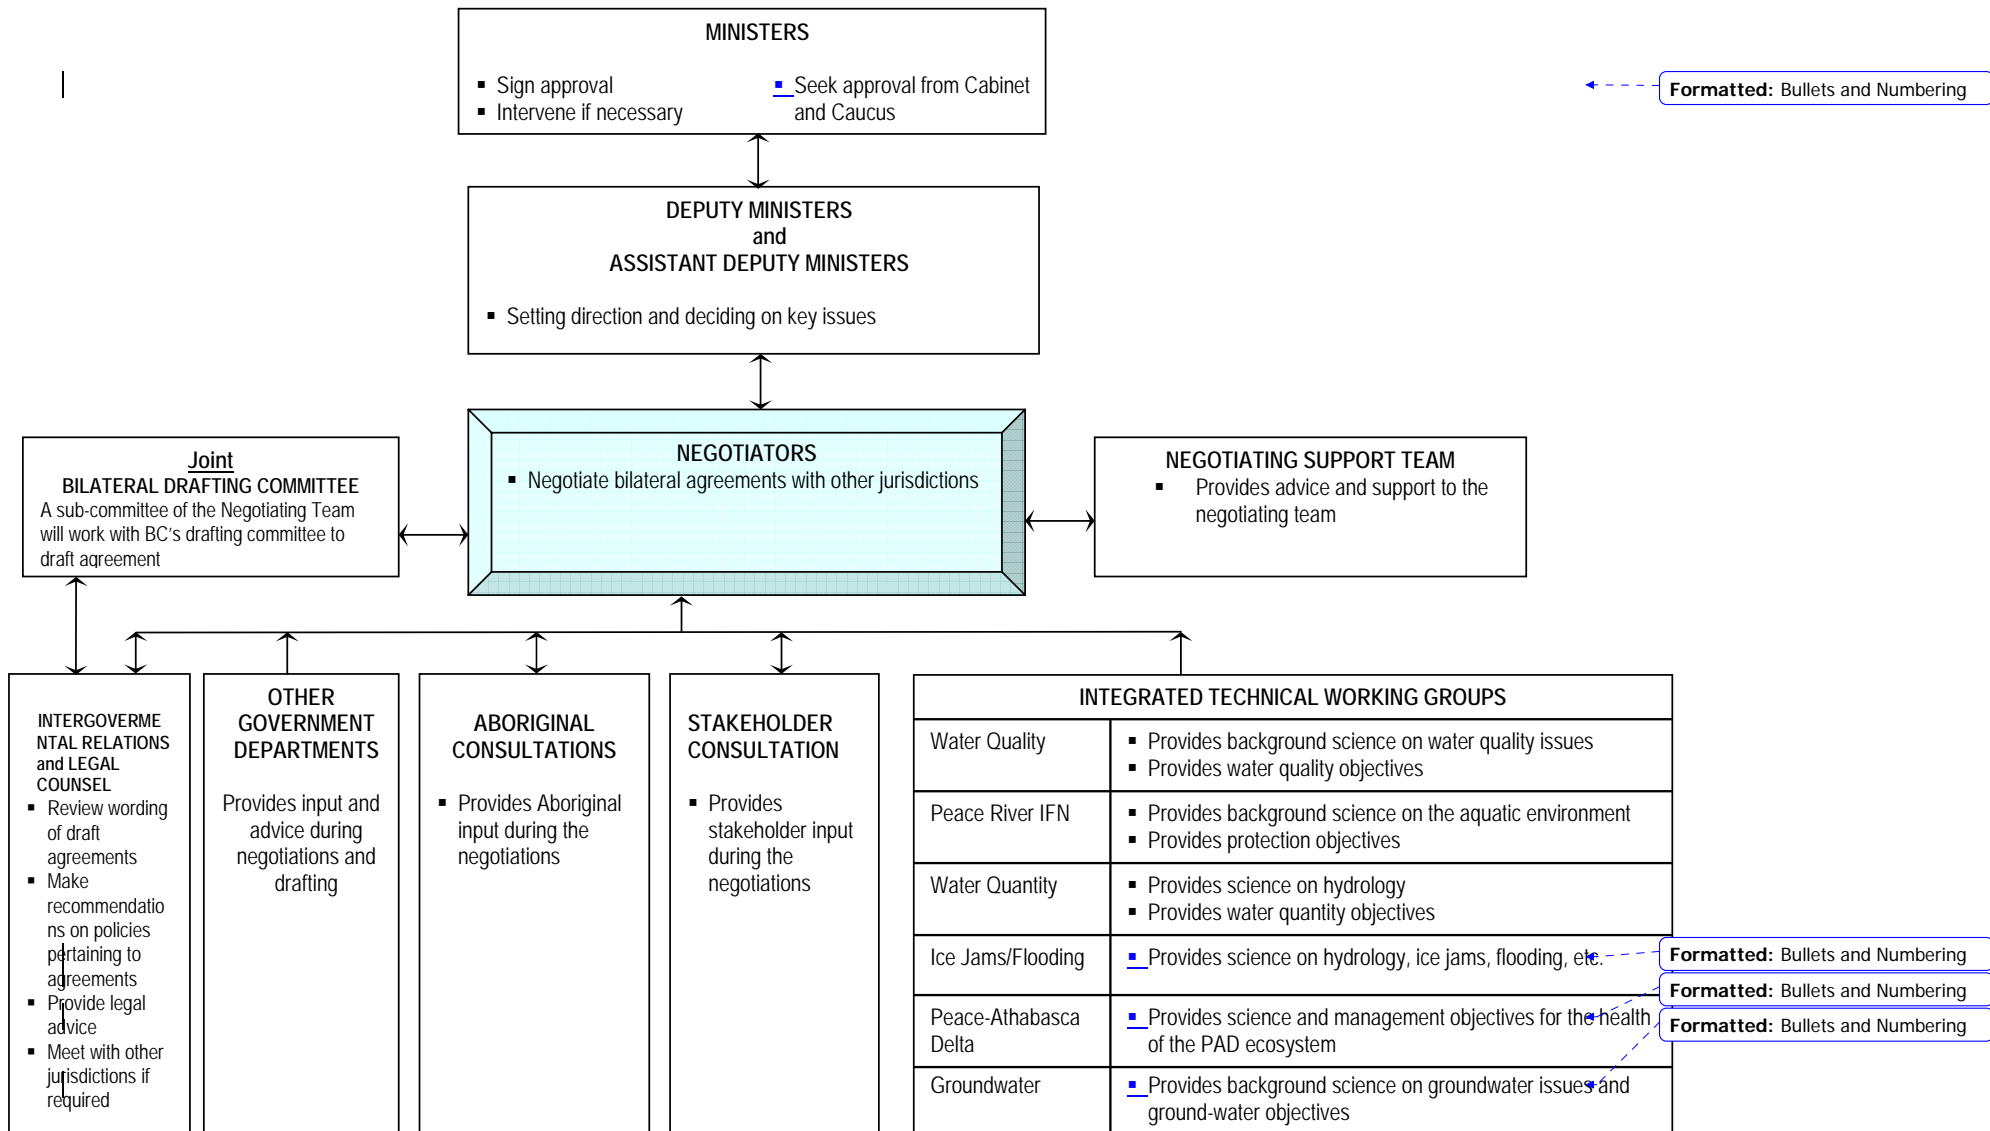 MINISTERS
▪ Sign approval
▪ Intervene if necessary
▪ Seek approval from Cabinet
and Caucus
Formatted: Bullets and Numbering
DEPUTY MINISTERS
and
ASSISTANT DEPUTY MINISTERS
▪ Setting direction and deciding on key issues
Joint
BILATERAL DRAFTING COMMITTEE
A sub-committee of the Negotiating Team
will work with BC's drafting committee to
draft agreement
NEGOTIATORS
▪ Negotiate bilateral agreements with other jurisdictions
NEGOTIATING SUPPORT TEAM
▪ Provides advice and support to the
negotiating team
INTERGOVERME
NTAL RELATIONS
and LEGAL
COUNSEL
▪ Review wording
of draft
agreements
▪ Make
recommendatio
ns on policies
pertaining to
agreements
▪ Provide legal
advice
▪ Meet with other
jurisdictions if
required
OTHER
GOVERNMENT
DEPARTMENTS
Provides input and
advice during
negotiations and
drafting
ABORIGINAL
CONSULTATIONS
▪ Provides Aboriginal
input during the
negotiations
STAKEHOLDER
CONSULTATION
▪ Provides
stakeholder input
during the
negotiations
INTEGRATED TECHNICAL WORKING GROUPS
Water Quality
▪ Provides background science on water quality issues
▪ Provides water quality objectives
Peace River IFN
▪ Provides background science on the aquatic environment
▪ Provides protection objectives
Water Quantity
▪ Provides science on hydrology
▪ Provides water quantity objectives
Ice Jams/Flooding
▪ Provides science on hydrology, ice jams, flooding, etc.
Peace-Athabasca
Delta
▪ Provides science and management objectives for the health
of the PAD ecosystem
Groundwater
▪ Provides background science on groundwater issues and
ground-water objectives
Formatted: Bullets and Numbering
Formatted: Bullets and Numbering
Formatted: Bullets and Numbering